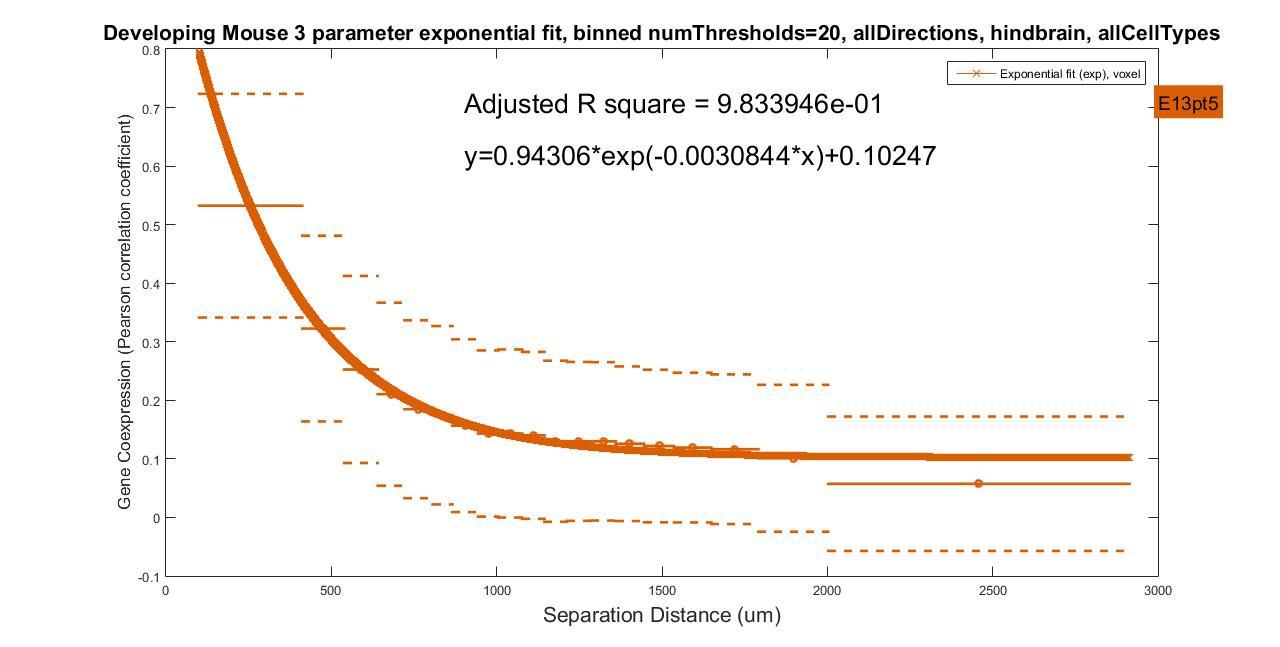 Developing Mouse 3 parameter exponential fit, binned numThresholds=20, allDirections, hindbrain, allCellTypes
Exponential fit (exp), voxel
E13pt5
Adjusted R square = 9.833946e-01
y=0.94306*exp(-0.0030844*x)+0.10247
Gene Coexpression (Pearson correlation coefficient)
0.8
0.7
0.6
0.5
0.4
0.3
0.2
0.1
0
-0.1
0 500 1000 1500 2000 2500 3000
Separation Distance (um)